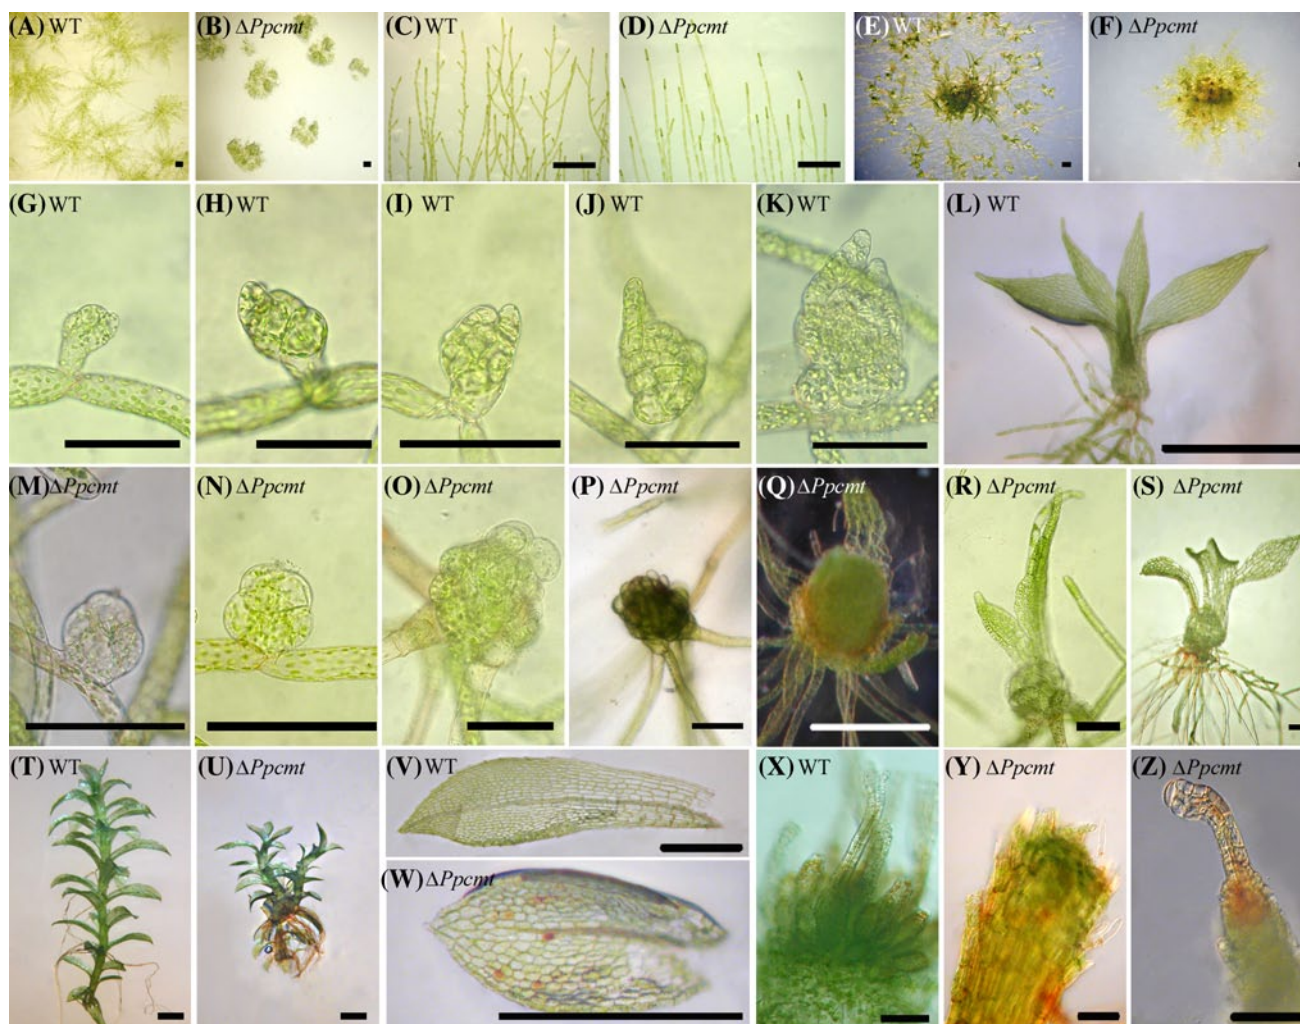 (A) WT (B) ΔPpcmt (C) WT (D) ΔPpcmt (E) WT (F) ΔPpcmt
(G) WT (H) WT (I) WT (J) WT (K) WT (L) WT
(M) ΔPpcmt (N) ΔPpcmt (O) ΔPpcmt (P) ΔPpcmt (Q) ΔPpcmt (R) ΔPpcmt (S) ΔPpcmt
(T) WT (U) ΔPpcmt (V) WT (X) WT (Y) ΔPpcmt (Z) ΔPpcmt
(W) ΔPpcmt